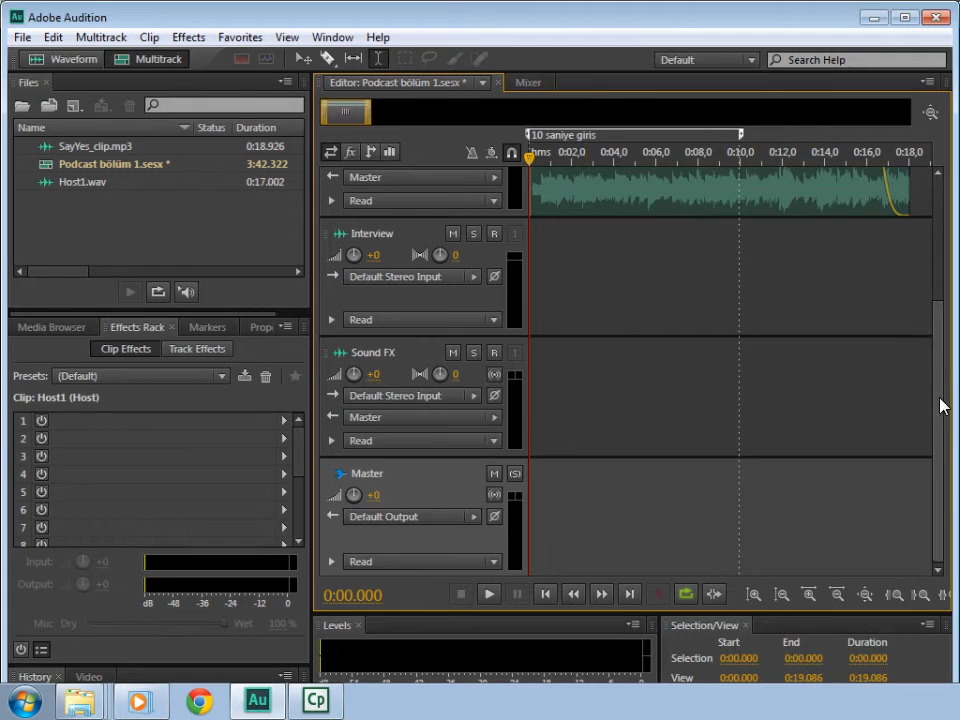 Au Adobe Audition
File Edit Multitrack Clip Effects Favorites View Window Help
Waveform Multitrack Default Search Help
Files × Editor: Podcast bölüm 1.sesx * × Mixer
Name Status Duration
SayYes_clip.mp3 0:18.926
Podcast bölüm 1.sesx * 3:42.322
Host1.wav 0:17.002
10 saniye giris
hms 0:02,0 0:04,0 0:06,0 0:08,0 0:10,0 0:12,0 0:14,0 0:16,0 0:18,0
fx
Master
Read
Interview M S R I
+0 0
Default Stereo Input
Read
Sound FX M S R I
+0 0
Default Stereo Input
Master
Read
Master M (S)
+0
Default Output
Read
0:00.000
Media Browser Effects Rack × Markers Prop
Clip Effects Track Effects
Presets: (Default)
Clip: Host1 (Host)
1
2
3
4
5
6
7
8
Input: +0
Output: +0
dB -48 -36 -24 -12 0
Mix: Dry Wet 100 %
History Video
Levels ×
Selection/View ×
Start End Duration
Selection 0:00.000 0:00.000 0:00.000
View 0:00.000 0:19.086 0:19.086
Au Cp